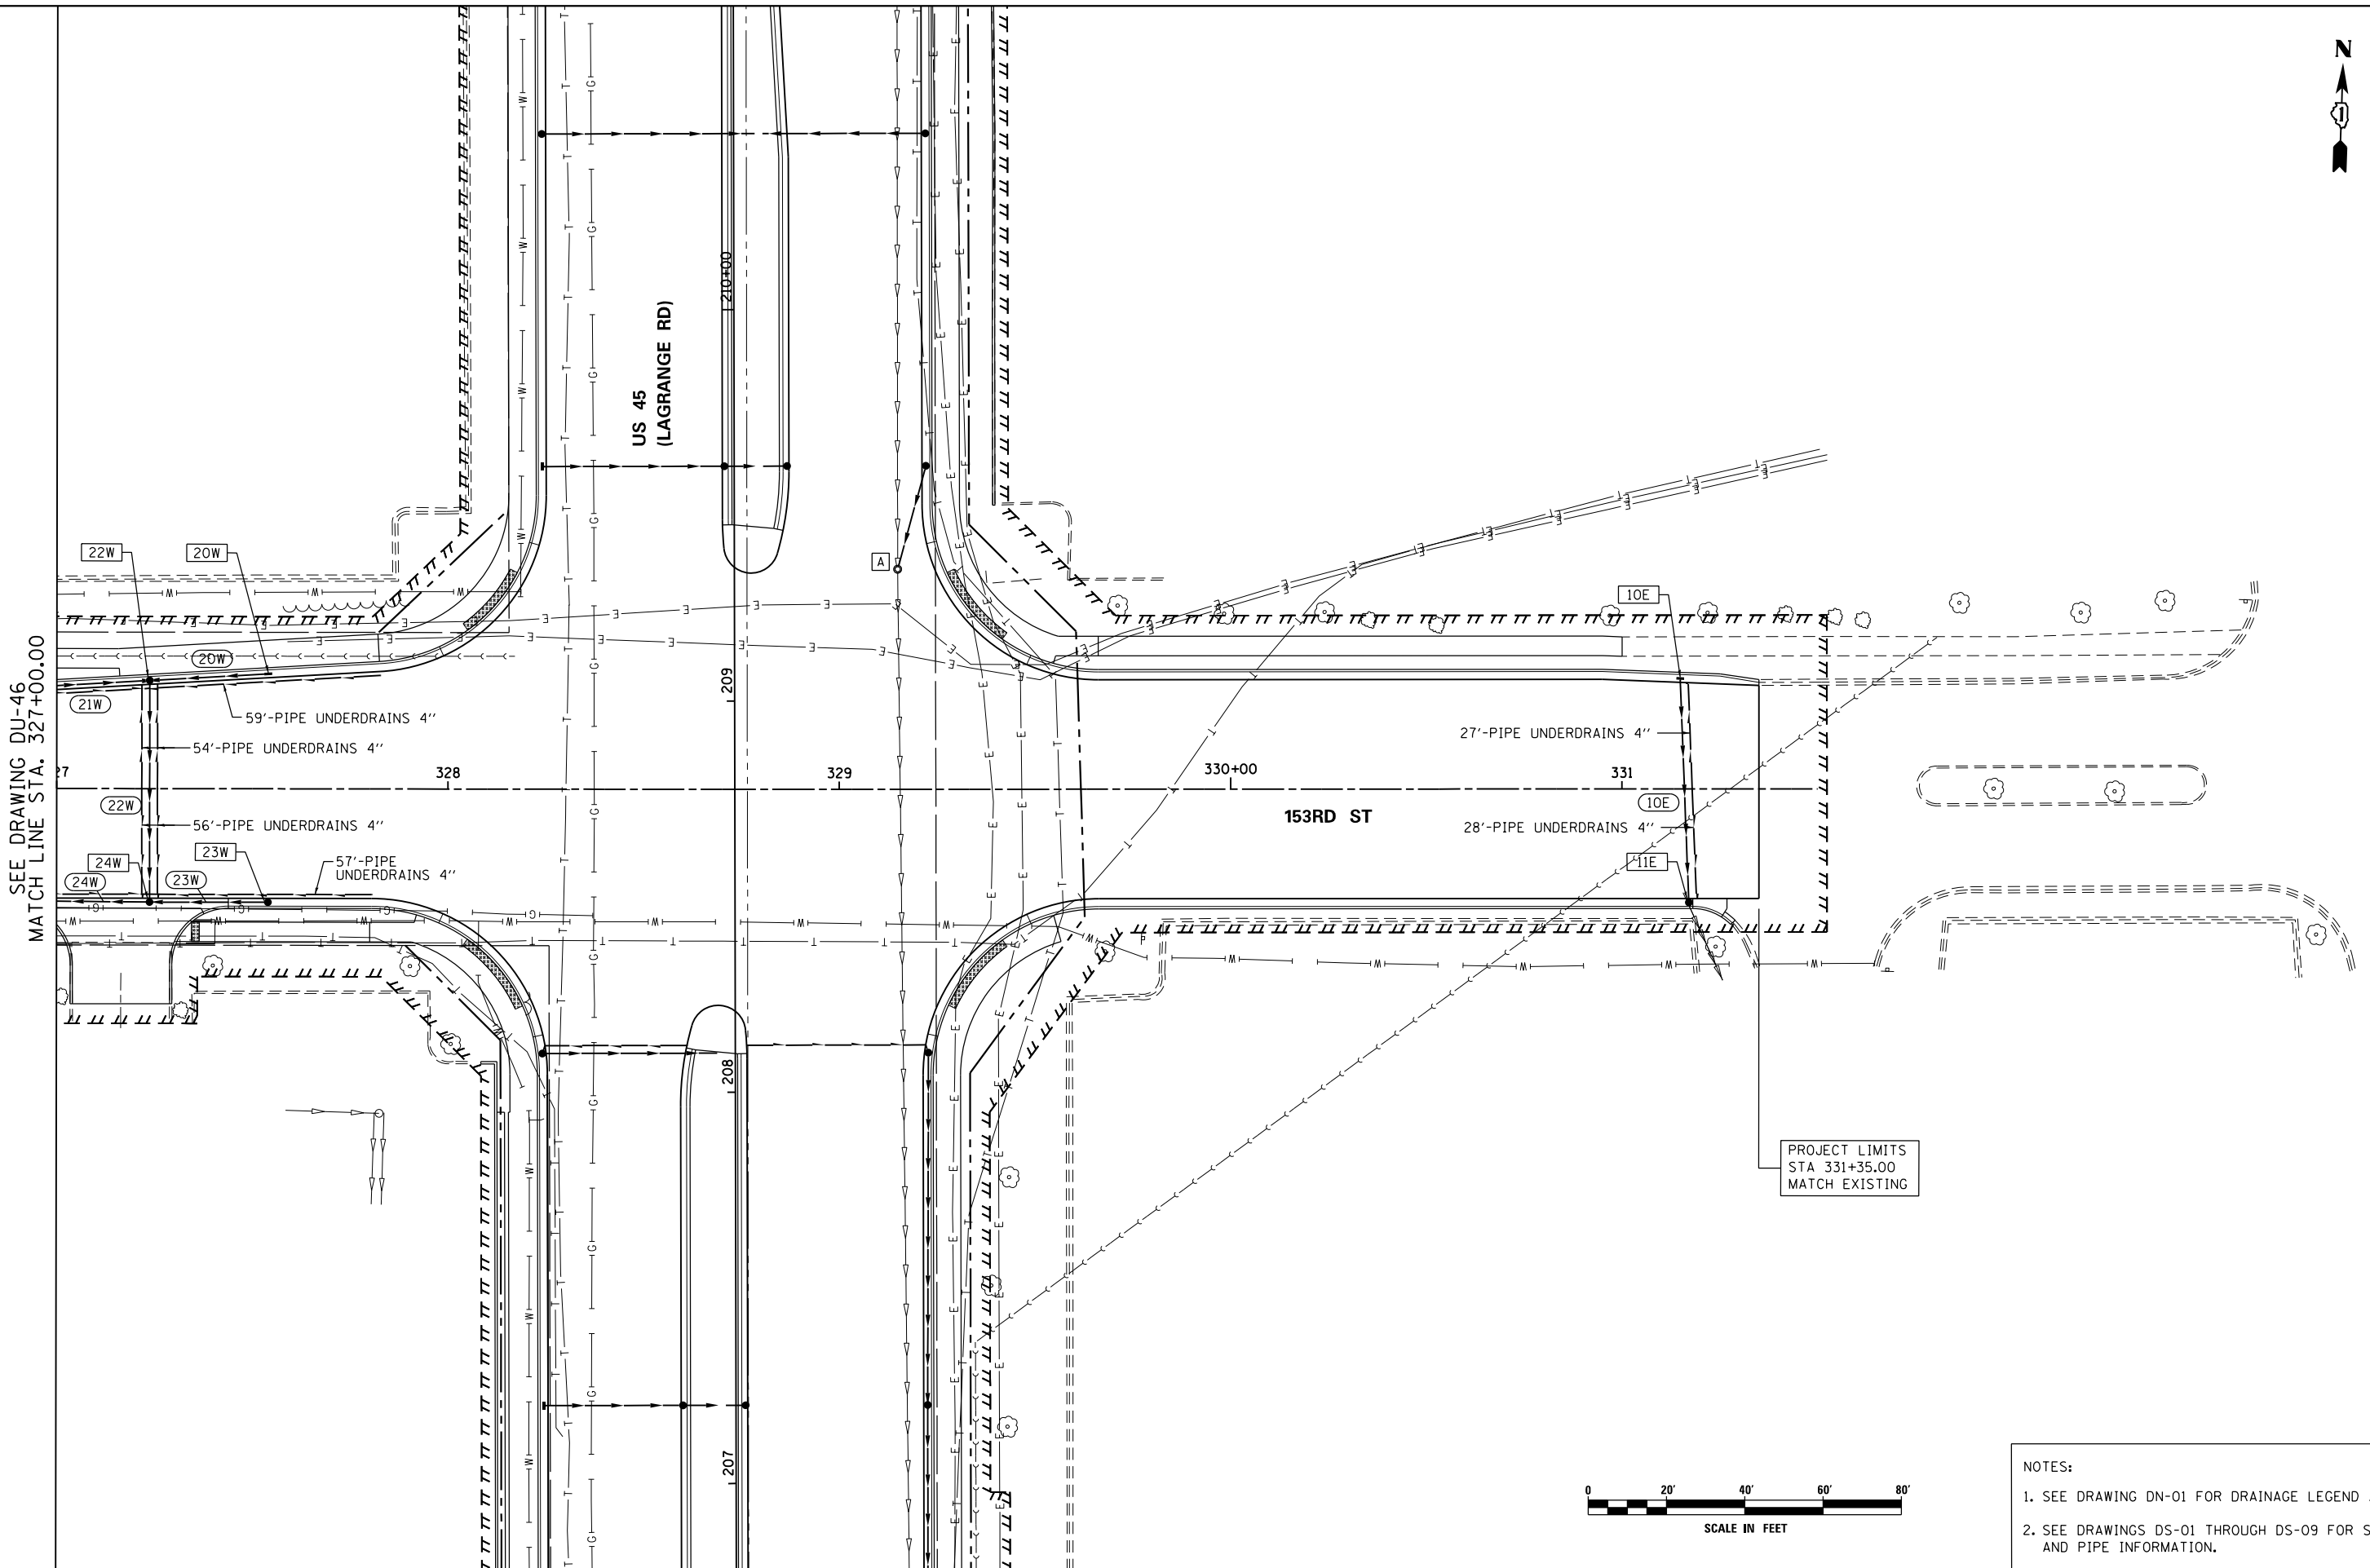 N
1
210+00
US 45
(LAGRANGE RD)
A
22W
20W
10E
20W
21W
209
59'-PIPE UNDERDRAINS 4''
54'-PIPE UNDERDRAINS 4''
27'-PIPE UNDERDRAINS 4''
SEE DRAWING DU-46
MATCH LINE STA. 327+00.00
27
328
329
330+00
331
22W
10E
153RD ST
56'-PIPE UNDERDRAINS 4''
28'-PIPE UNDERDRAINS 4''
23W
24W
57'-PIPE
UNDERDRAINS 4''
11E
24W
23W
208
PROJECT LIMITS
STA 331+35.00
MATCH EXISTING
207
0 20' 40' 60' 80'
SCALE IN FEET
NOTES:
1. SEE DRAWING DN-01 FOR DRAINAGE LEGEND
2. SEE DRAWINGS DS-01 THROUGH DS-09 FOR S
AND PIPE INFORMATION.